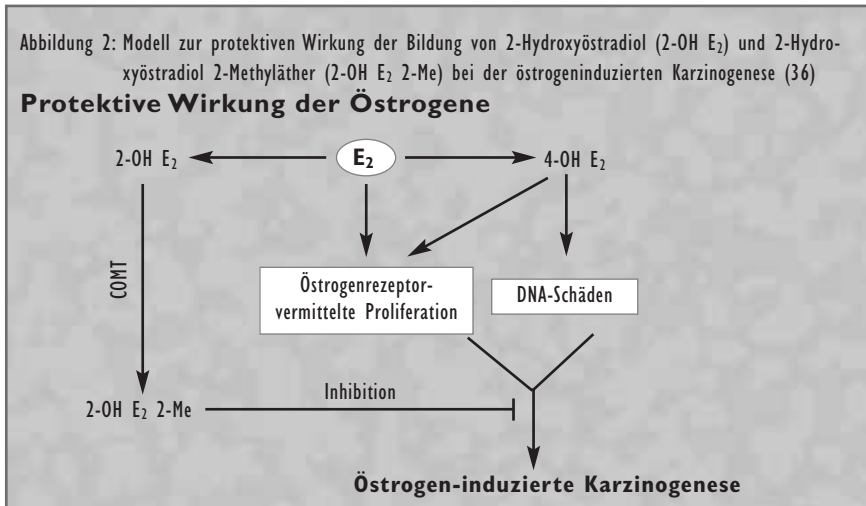 Abbildung 2: Modell zur protektiven Wirkung der Bildung von 2-Hydroxyöstradiol (2-OH E₂) und 2-Hydro-
xyöstradiol 2-Methyläther (2-OH E₂ 2-Me) bei der östrogeninduzierten Karzinogenese (36)
Protektive Wirkung der Östrogene
2-OH E₂ E₂ 4-OH E₂
COMT
Östrogenrezeptor-
vermittelte Proliferation
DNA-Schäden
Inhibition
2-OH E₂ 2-Me
Östrogen-induzierte Karzinogenese